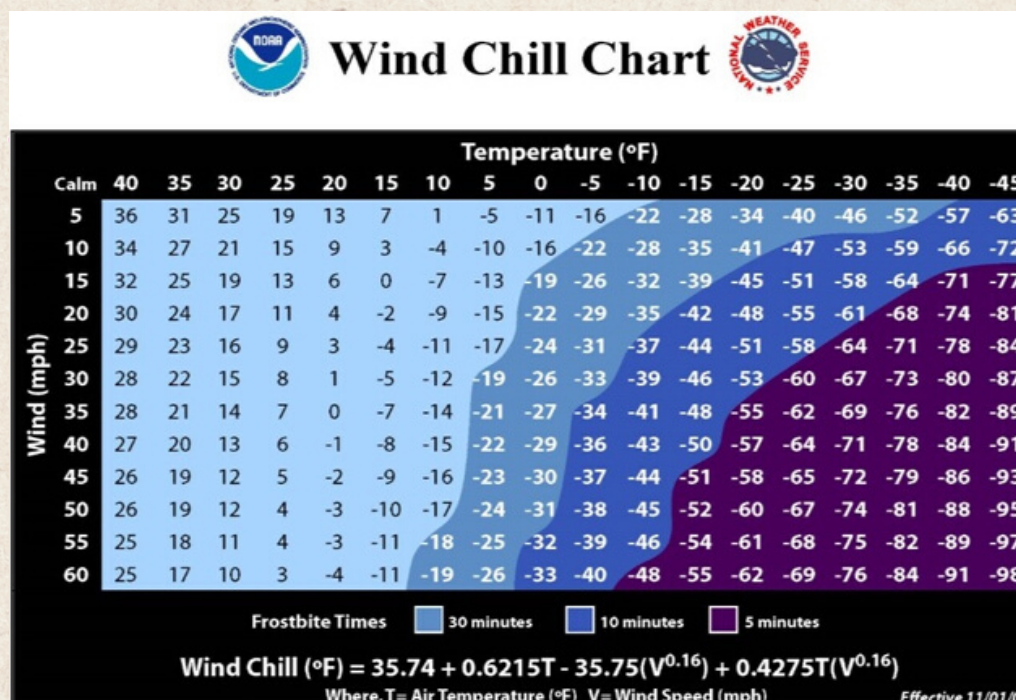 NOAA
Wind Chill Chart
NATIONAL WEATHER SERVICE
Temperature (ºF)
Calm 40 35 30 25 20 15 10 5 0 -5 -10 -15 -20 -25 -30 -35 -40 -45
5 36 31 25 19 13 7 1 -5 -11 -16 -22 -28 -34 -40 -46 -52 -57 -63
10 34 27 21 15 9 3 -4 -10 -16 -22 -28 -35 -41 -47 -53 -59 -66 -72
15 32 25 19 13 6 0 -7 -13 -19 -26 -32 -39 -45 -51 -58 -64 -71 -77
20 30 24 17 11 4 -2 -9 -15 -22 -29 -35 -42 -48 -55 -61 -68 -74 -81
25 29 23 16 9 3 -4 -11 -17 -24 -31 -37 -44 -51 -58 -64 -71 -78 -84
30 28 22 15 8 1 -5 -12 -19 -26 -33 -39 -46 -53 -60 -67 -73 -80 -87
35 28 21 14 7 0 -7 -14 -21 -27 -34 -41 -48 -55 -62 -69 -76 -82 -89
40 27 20 13 6 -1 -8 -15 -22 -29 -36 -43 -50 -57 -64 -71 -78 -84 -91
45 26 19 12 5 -2 -9 -16 -23 -30 -37 -44 -51 -58 -65 -72 -79 -86 -93
50 26 19 12 4 -3 -10 -17 -24 -31 -38 -45 -52 -60 -67 -74 -81 -88 -95
55 25 18 11 4 -3 -11 -18 -25 -32 -39 -46 -54 -61 -68 -75 -82 -89 -97
60 25 17 10 3 -4 -11 -19 -26 -33 -40 -48 -55 -62 -69 -76 -84 -91 -98
Wind (mph)
Frostbite Times 30 minutes 10 minutes 5 minutes
Wind Chill (ºF) = 35.74 + 0.6215T - 35.75(V0.16) + 0.4275T(V0.16)
Where, T= Air Temperature (ºF) V= Wind Speed (mph) Effective 11/01/